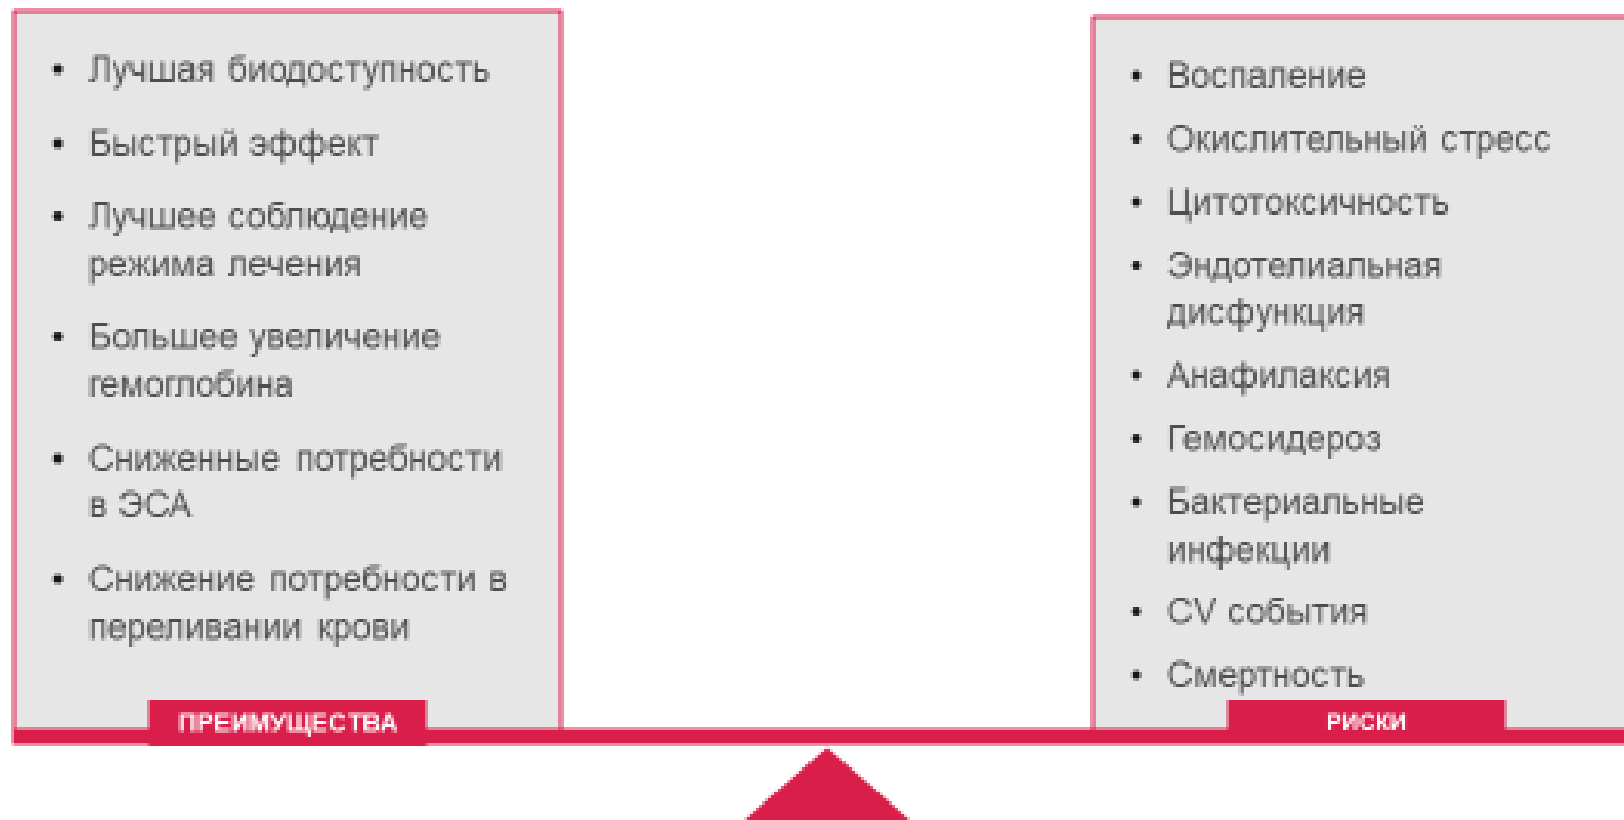 • Лучшая биодоступность
• Быстрый эффект
• Лучшее соблюдение
режима лечения
• Большее увеличение
гемоглобина
• Сниженные потребности
в ЭСА
• Снижение потребности в
переливании крови
ПРЕИМУЩЕСТВА
• Воспаление
• Окислительный стресс
• Цитотоксичность
• Эндотелиальная
дисфункция
• Анафилаксия
• Гемосидероз
• Бактериальные
инфекции
• CV события
• Смертность
РИСКИ